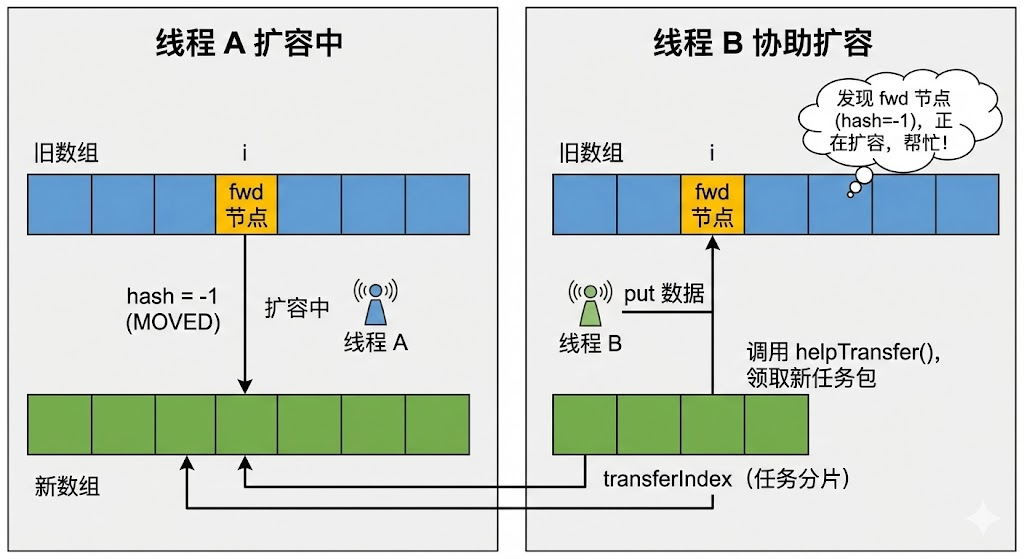 线程 A 扩容中
旧数组
i
fwd
节点
hash = -1
(MOVED)
扩容中
线程 A
新数组
线程 B 协助扩容
发现 fwd 节点
(hash=-1)，正
在扩容，帮忙！
旧数组
i
fwd
节点
put 数据
线程 B
调用 helpTransfer(),
领取新任务包
transferIndex（任务分片）